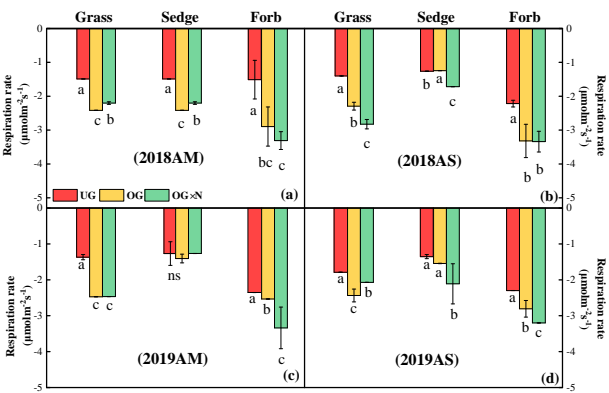 Grass Sedge Forb Grass Sedge Forb
0 0
-1 -1
-2 -2
-3 -3
-4 -4
-5 -5
Respiration rate
(μmolm⁻²s⁻¹)
a c b a c b a bc c
(2018AM)
(a)
UG OG OG×N
a b c b a c a b b
(2018AS)
(b)
Respiration rate
(μmolm⁻²s⁻¹)
0 0
-1 -1
-2 -2
-3 -3
-4 -4
-5 -5
Respiration rate
(μmolm⁻²s⁻¹)
a c c ns a b c
(2019AM)
(c)
a c b a a b a b c
(2019AS)
(d)
Respiration rate
(μmolm⁻²s⁻¹)